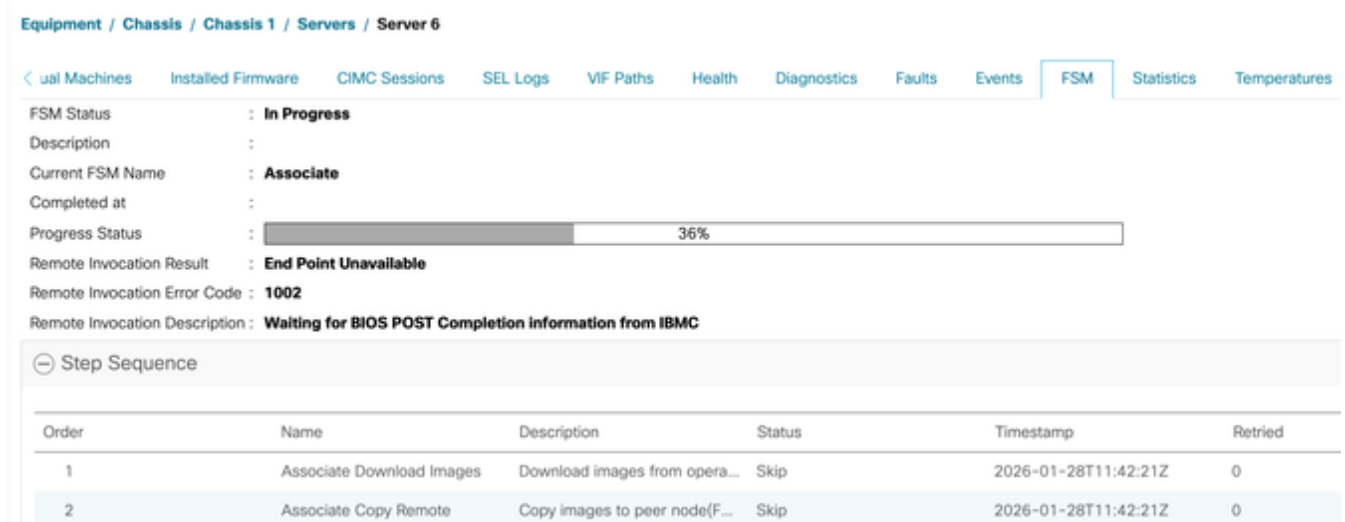 Equipment / Chassis / Chassis 1 / Servers / Server 6
ual Machines Installed Firmware CIMC Sessions SEL Logs VIF Paths Health Diagnostics Faults Events FSM Statistics Temperatures
FSM Status : In Progress
Description :
Current FSM Name : Associate
Completed at :
Progress Status : 36%
Remote Invocation Result : End Point Unavailable
Remote Invocation Error Code : 1002
Remote Invocation Description : Waiting for BIOS POST Completion information from IBMC
Step Sequence
Order Name Description Status Timestamp Retried
1 Associate Download Images Download images from opera... Skip 2026-01-28T11:42:21Z 0
2 Associate Copy Remote Copy images to peer node(F... Skip 2026-01-28T11:42:21Z 0